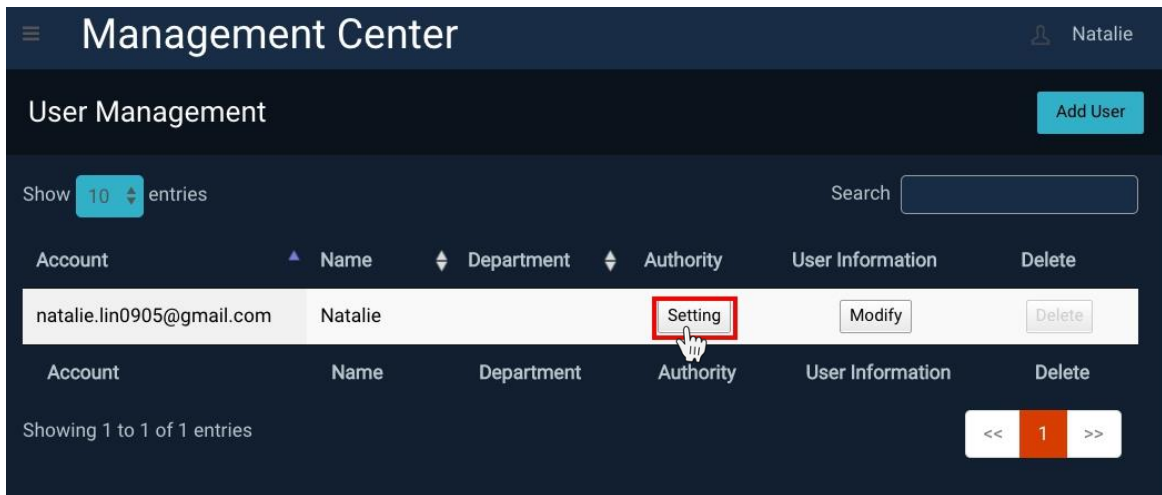 Management Center Natalie
User Management Add User
Show 10 entries Search
Account Name Department Authority User Information Delete
natalie.lin0905@gmail.com Natalie Setting Modify Delete
Account Name Department Authority User Information Delete
Showing 1 to 1 of 1 entries << 1 >>